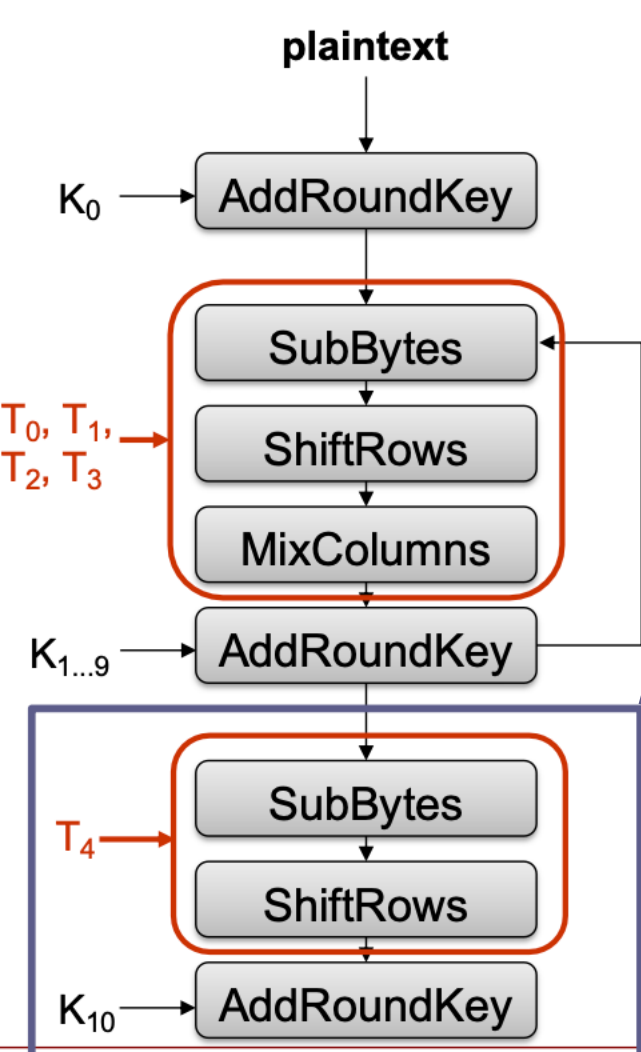 plaintext
K0
AddRoundKey
SubBytes
T0, T1,
T2, T3
ShiftRows
MixColumns
K1...9
AddRoundKey
SubBytes
T4
ShiftRows
K10
AddRoundKey